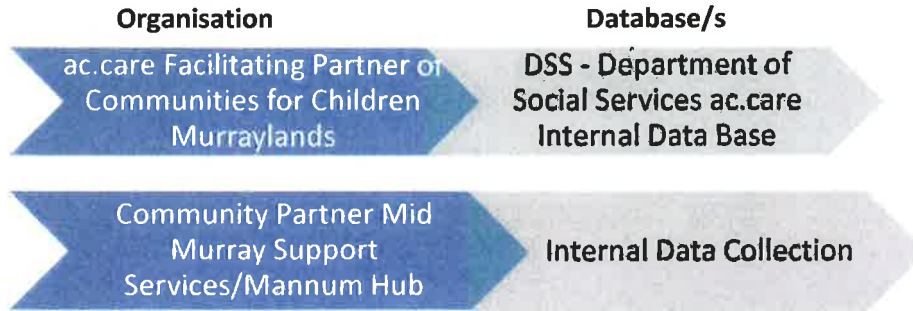 Organisation
Database/s
ac.care Facilitating Partner of
Communities for Children
Murraylands
DSS - Department of
Social Services ac.care
Internal Data Base
Community Partner Mid
Murray Support
Services/Mannum Hub
Internal Data Collection